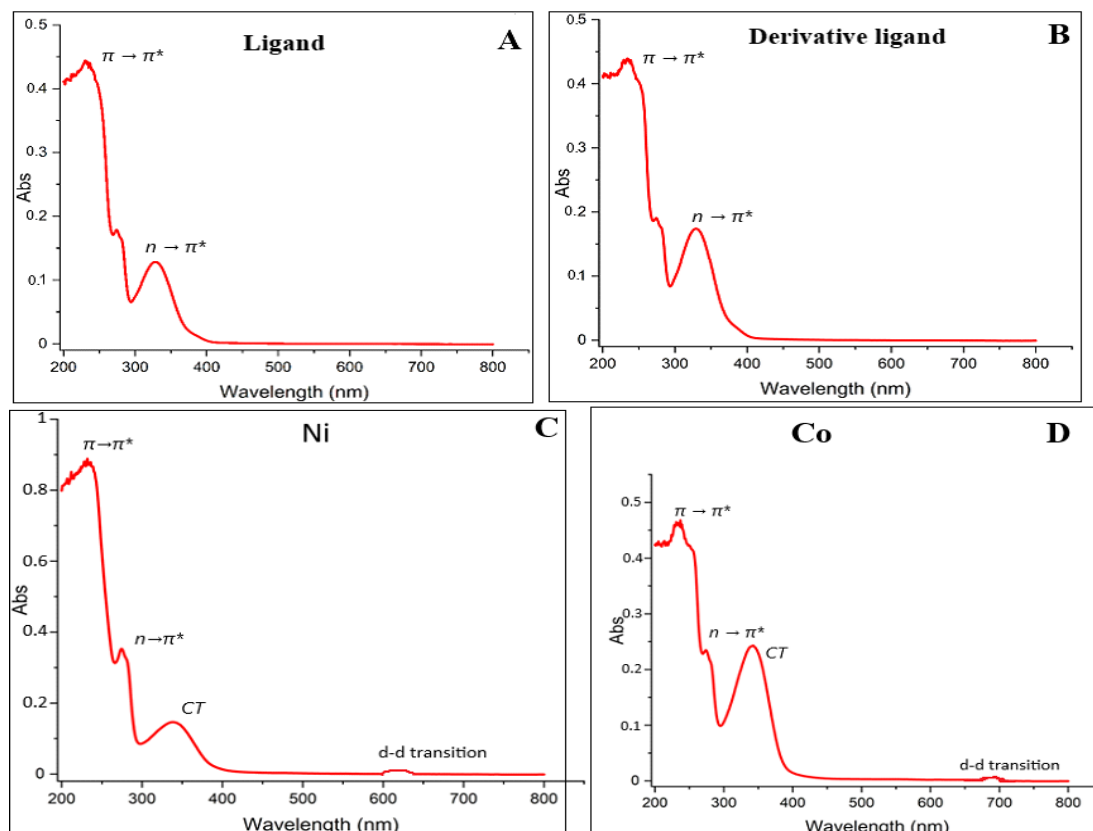 Ligand
A
π → π*
n → π*
0.5
0.4
0.3
0.2
0.1
0
Abs
200 300 400 500 600 700 800
Wavelength (nm)
Derivative ligand
B
π → π*
n → π*
0.5
0.4
0.3
0.2
0.1
0
Abs
200 300 400 500 600 700 800
Wavelength (nm)
Ni
C
π→π*
n→π*
CT
d-d transition
1
0.8
0.6
0.4
0.2
0
Abs
200 300 400 500 600 700 800
Wavelength (nm)
Co
D
π → π*
n → π*
CT
d-d transition
0.5
0.4
0.3
0.2
0.1
0
Abs
200 300 400 500 600 700 800
Wavelength (nm)